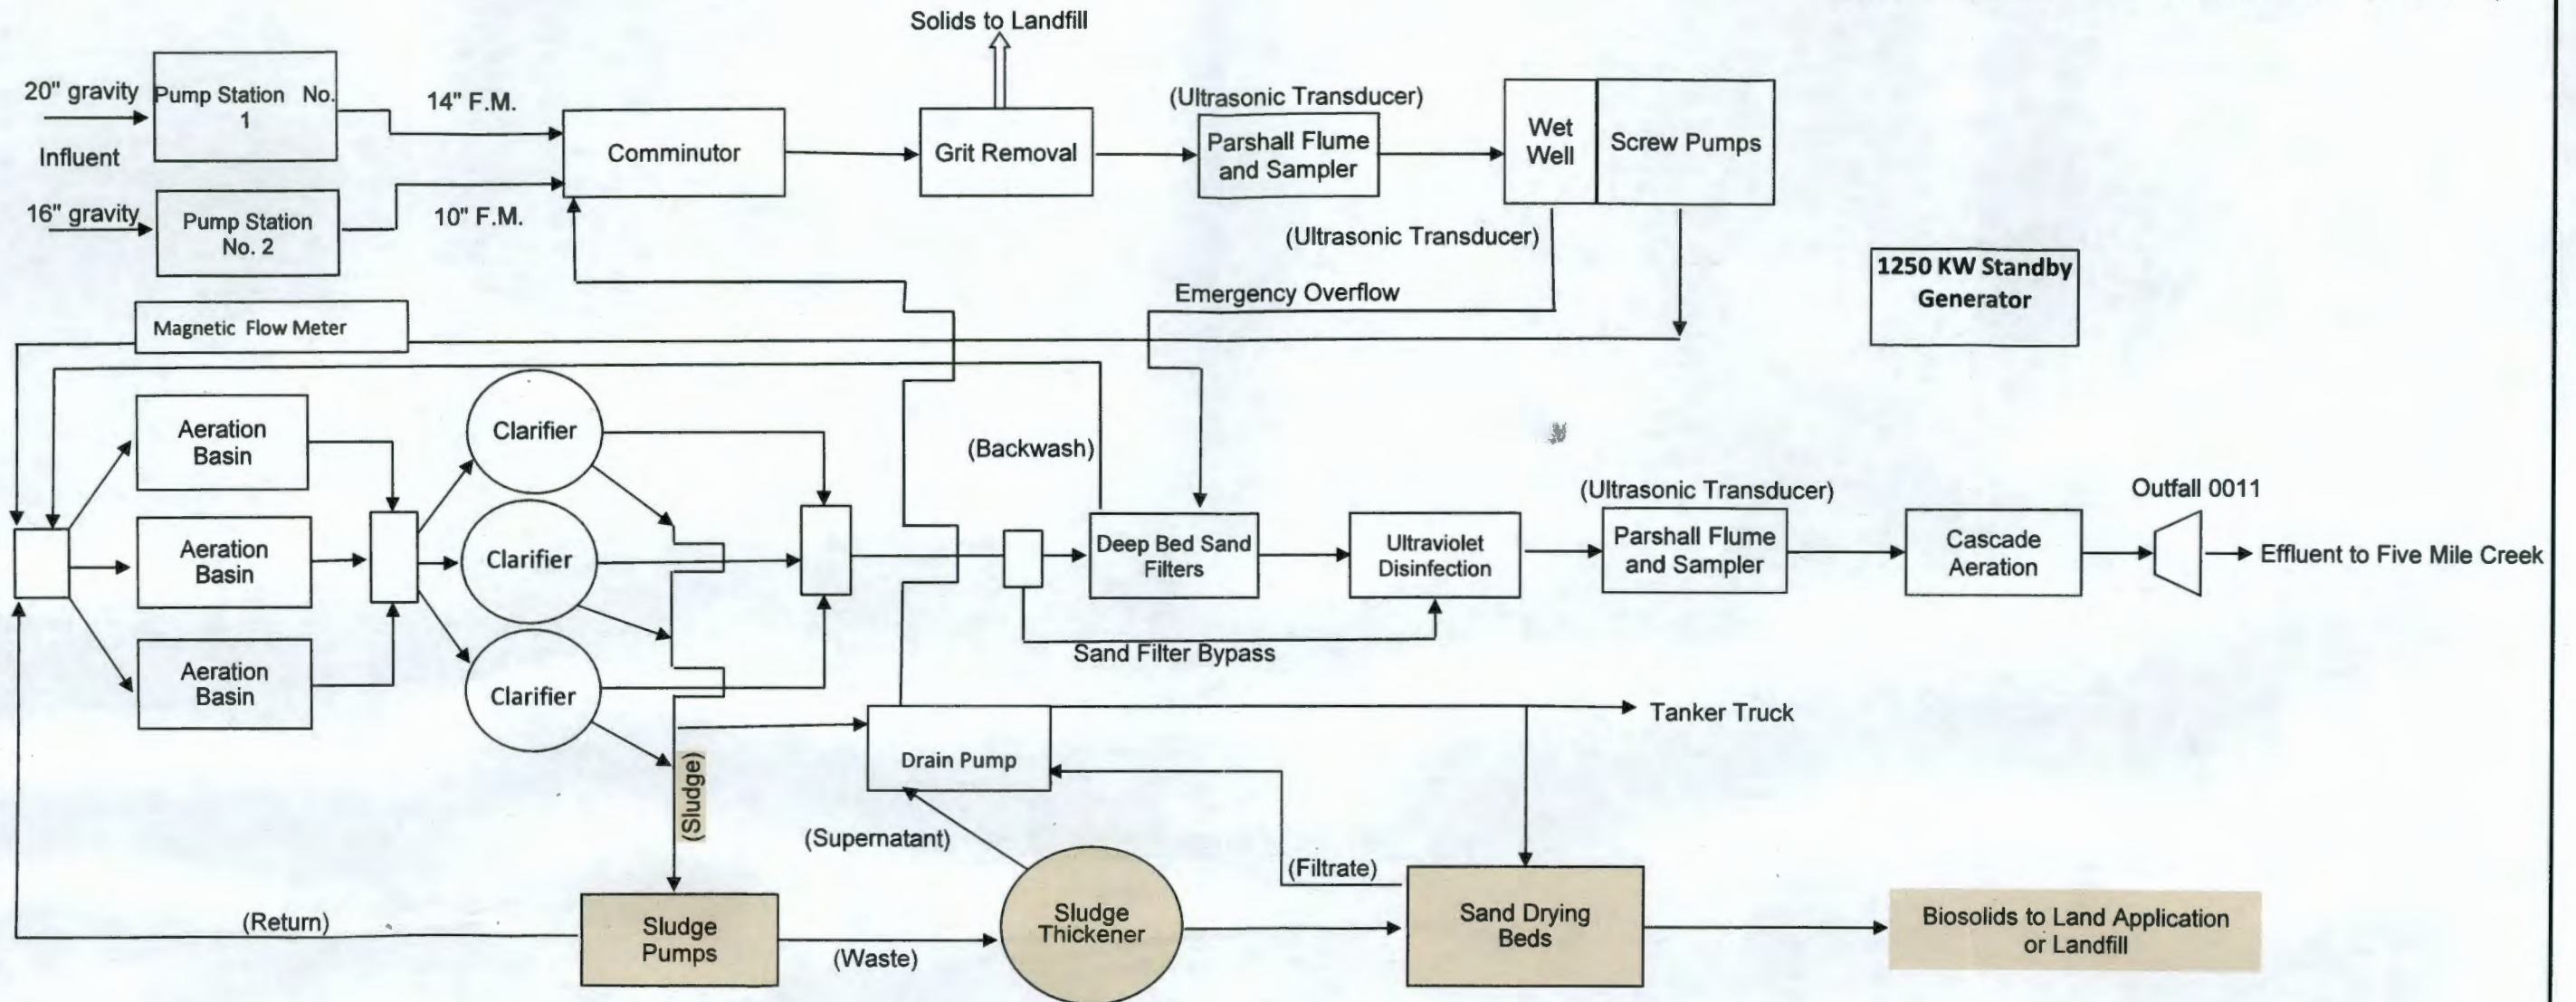 Solids to Landfill
20" gravity
Pump Station No.
1
14" F.M.
Influent
16" gravity
Pump Station
No. 2
10" F.M.
Comminutor
Grit Removal
(Ultrasonic Transducer)
Parshall Flume
and Sampler
Wet
Well
Screw Pumps
(Ultrasonic Transducer)
Emergency Overflow
1250 KW Standby
Generator
Magnetic Flow Meter
Aeration
Basin
Aeration
Basin
Aeration
Basin
Clarifier
Clarifier
Clarifier
(Backwash)
Deep Bed Sand
Filters
Ultraviolet
Disinfection
(Ultrasonic Transducer)
Parshall Flume
and Sampler
Cascade
Aeration
Outfall 0011
Effluent to Five Mile Creek
Sand Filter Bypass
Tanker Truck
Drain Pump
(Sludge)
(Supernatant)
(Filtrate)
(Return)
Sludge
Pumps
(Waste)
Sludge
Thickener
Sand Drying
Beds
Biosolids to Land Application
or Landfill